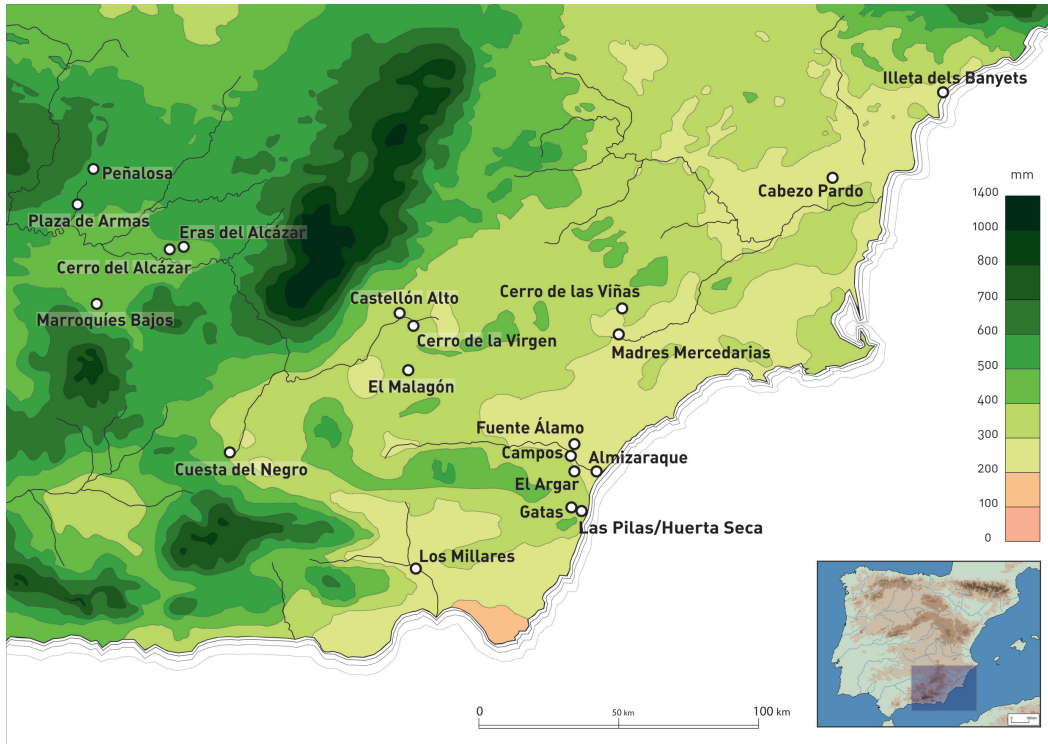 Illeta dels Banyets
Peñalosa
Cabezo Pardo
Plaza de Armas
Eras del Alcázar
Cerro del Alcázar
Marroquíes Bajos
Castellón Alto
Cerro de las Viñas
Cerro de la Virgen
Madres Mercedarias
El Malagón
Fuente Álamo
Campos
Almizaraque
Cuesta del Negro
El Argar
Gatas
Las Pilas/Huerta Seca
Los Millares
mm
1400
1000
800
700
600
500
400
300
200
100
0
0
50 km
100 km